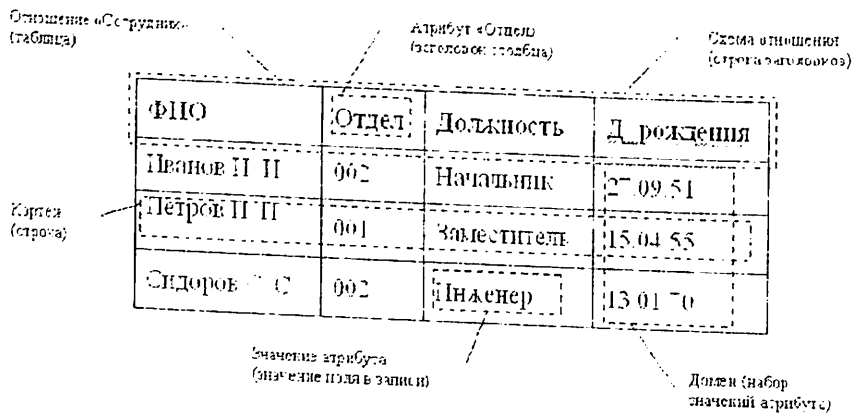 Отношение «Сотрудник»
(таблица)
Атрибут «Отдел»
(заголовок столбца)
Схема отношения
(строка заголовков)
ФИО Отдел Должность Д_рождения
Иванов И И 002 Начальник 27.09.51
Кортеж
(строка)
Петров П П 001 Заместитель 15.04.55
Сидоров С С 002 Инженер 13.01.70
Значение атрибута
(значение поля в записи)
Домен (набор
значений атрибута)